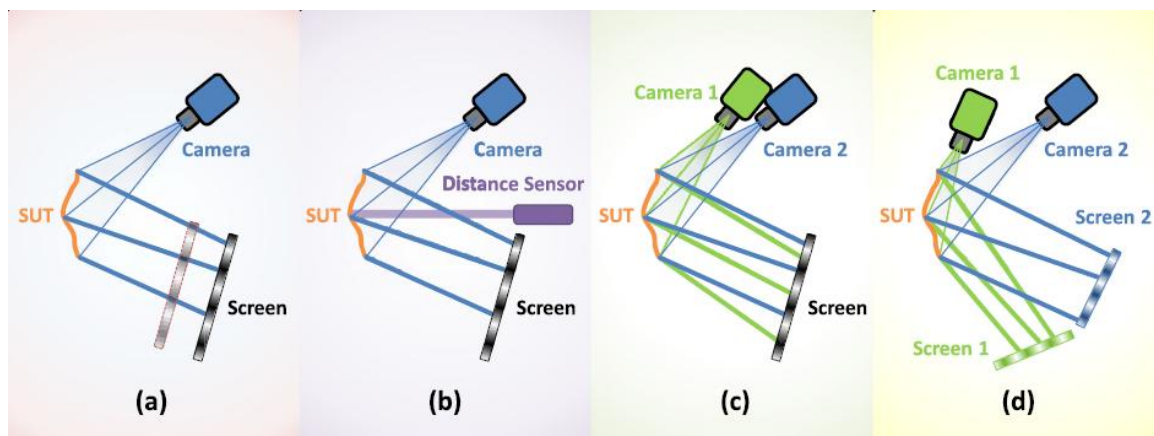 Camera
SUT
Screen
(a)
Camera
Distance Sensor
SUT
Screen
(b)
Camera 1
Camera 2
SUT
Screen
(c)
Camera 1
Camera 2
SUT
Screen 2
Screen 1
(d)